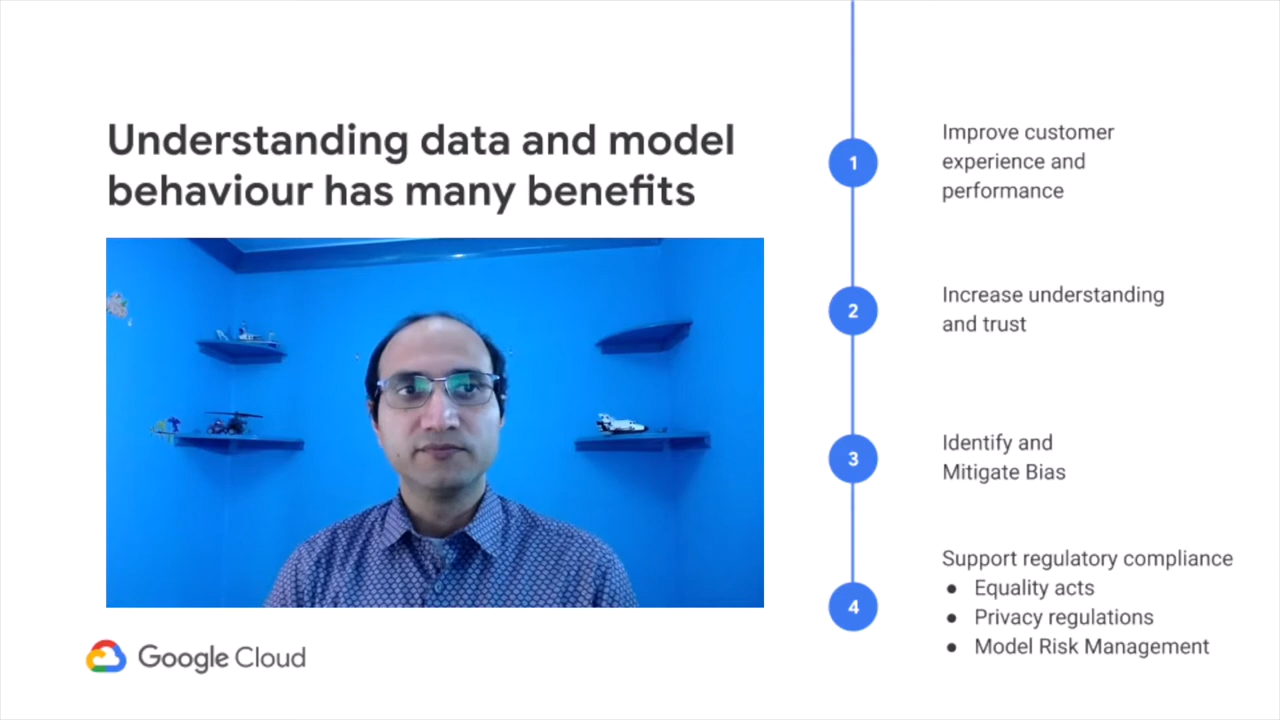 Understanding data and model
behaviour has many benefits
1
Improve customer
experience and
performance
2
Increase understanding
and trust
3
Identify and
Mitigate Bias
4
Support regulatory compliance
● Equality acts
● Privacy regulations
● Model Risk Management
Google Cloud